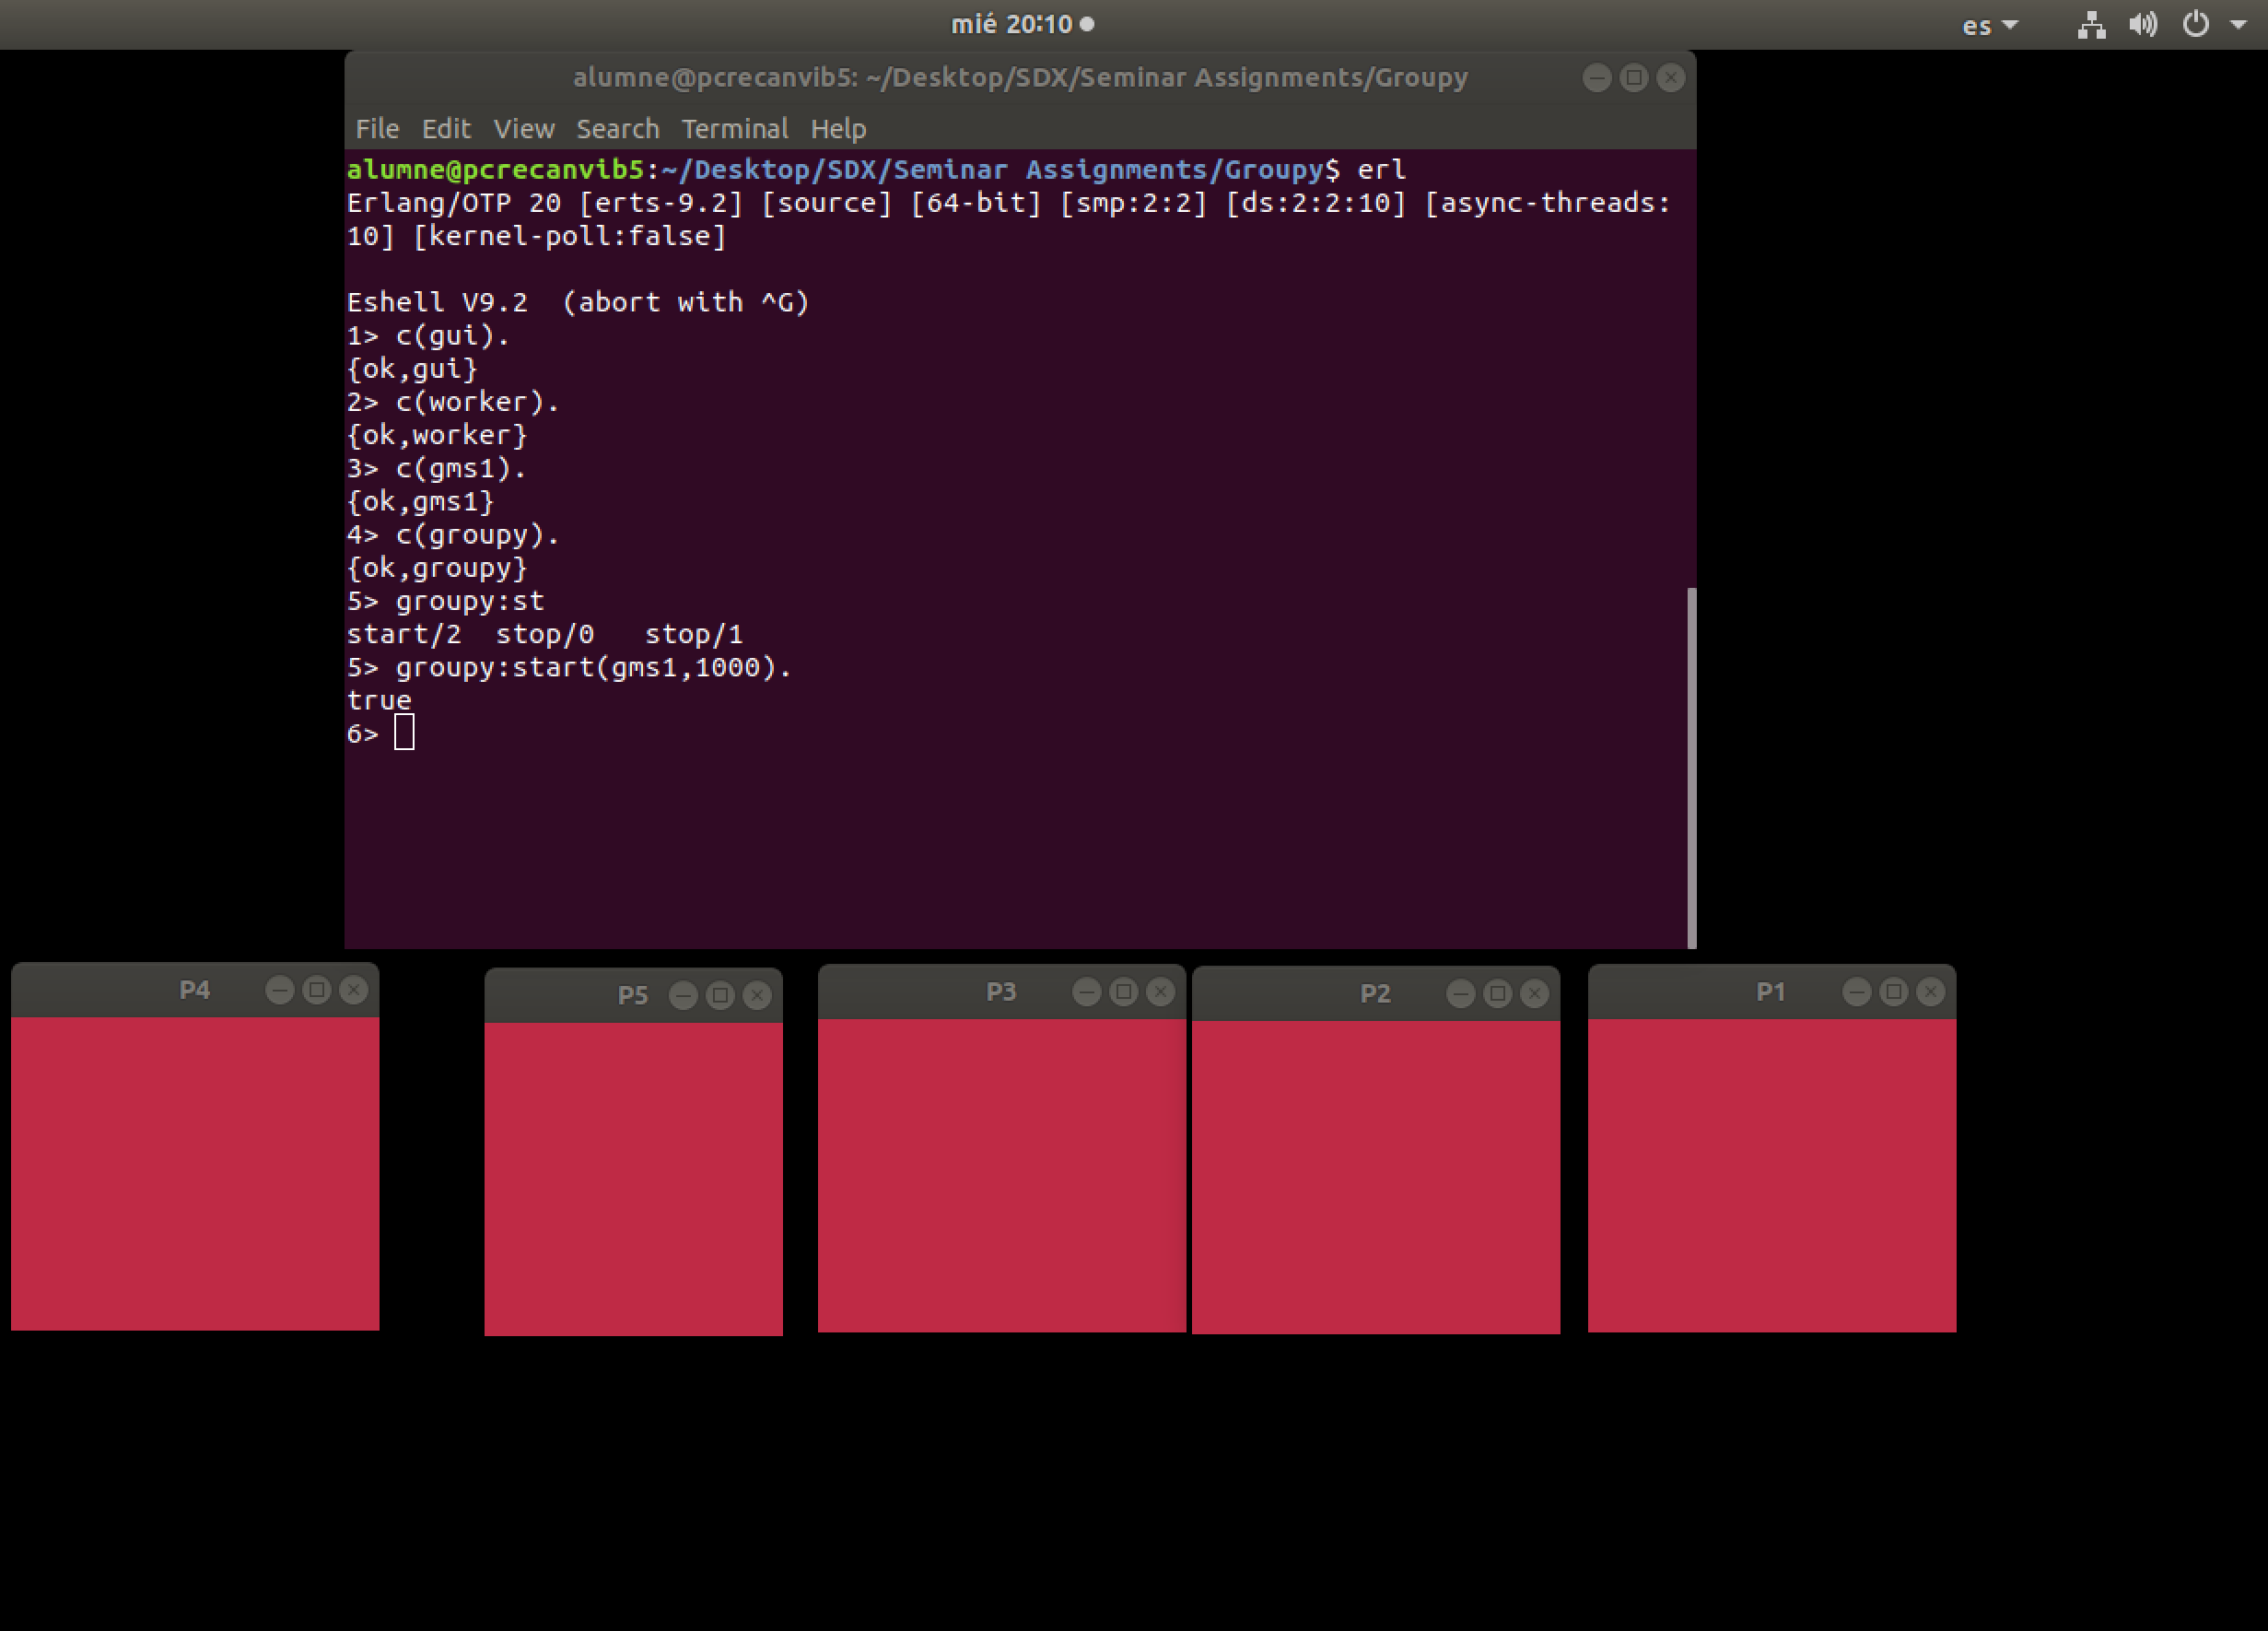 mié 20:10
es
alumne@pcrecanvib5: ~/Desktop/SDX/Seminar Assignments/Groupy
File Edit View Search Terminal Help
alumne@pcrecanvib5:~/Desktop/SDX/Seminar Assignments/Groupy$ erl
Erlang/OTP 20 [erts-9.2] [source] [64-bit] [smp:2:2] [ds:2:2:10] [async-threads:
10] [kernel-poll:false]
Eshell V9.2  (abort with ^G)
1> c(gui).
{ok,gui}
2> c(worker).
{ok,worker}
3> c(gms1).
{ok,gms1}
4> c(groupy).
{ok,groupy}
5> groupy:st
start/2  stop/0   stop/1
5> groupy:start(gms1,1000).
true
6>
P4
P5
P3
P2
P1